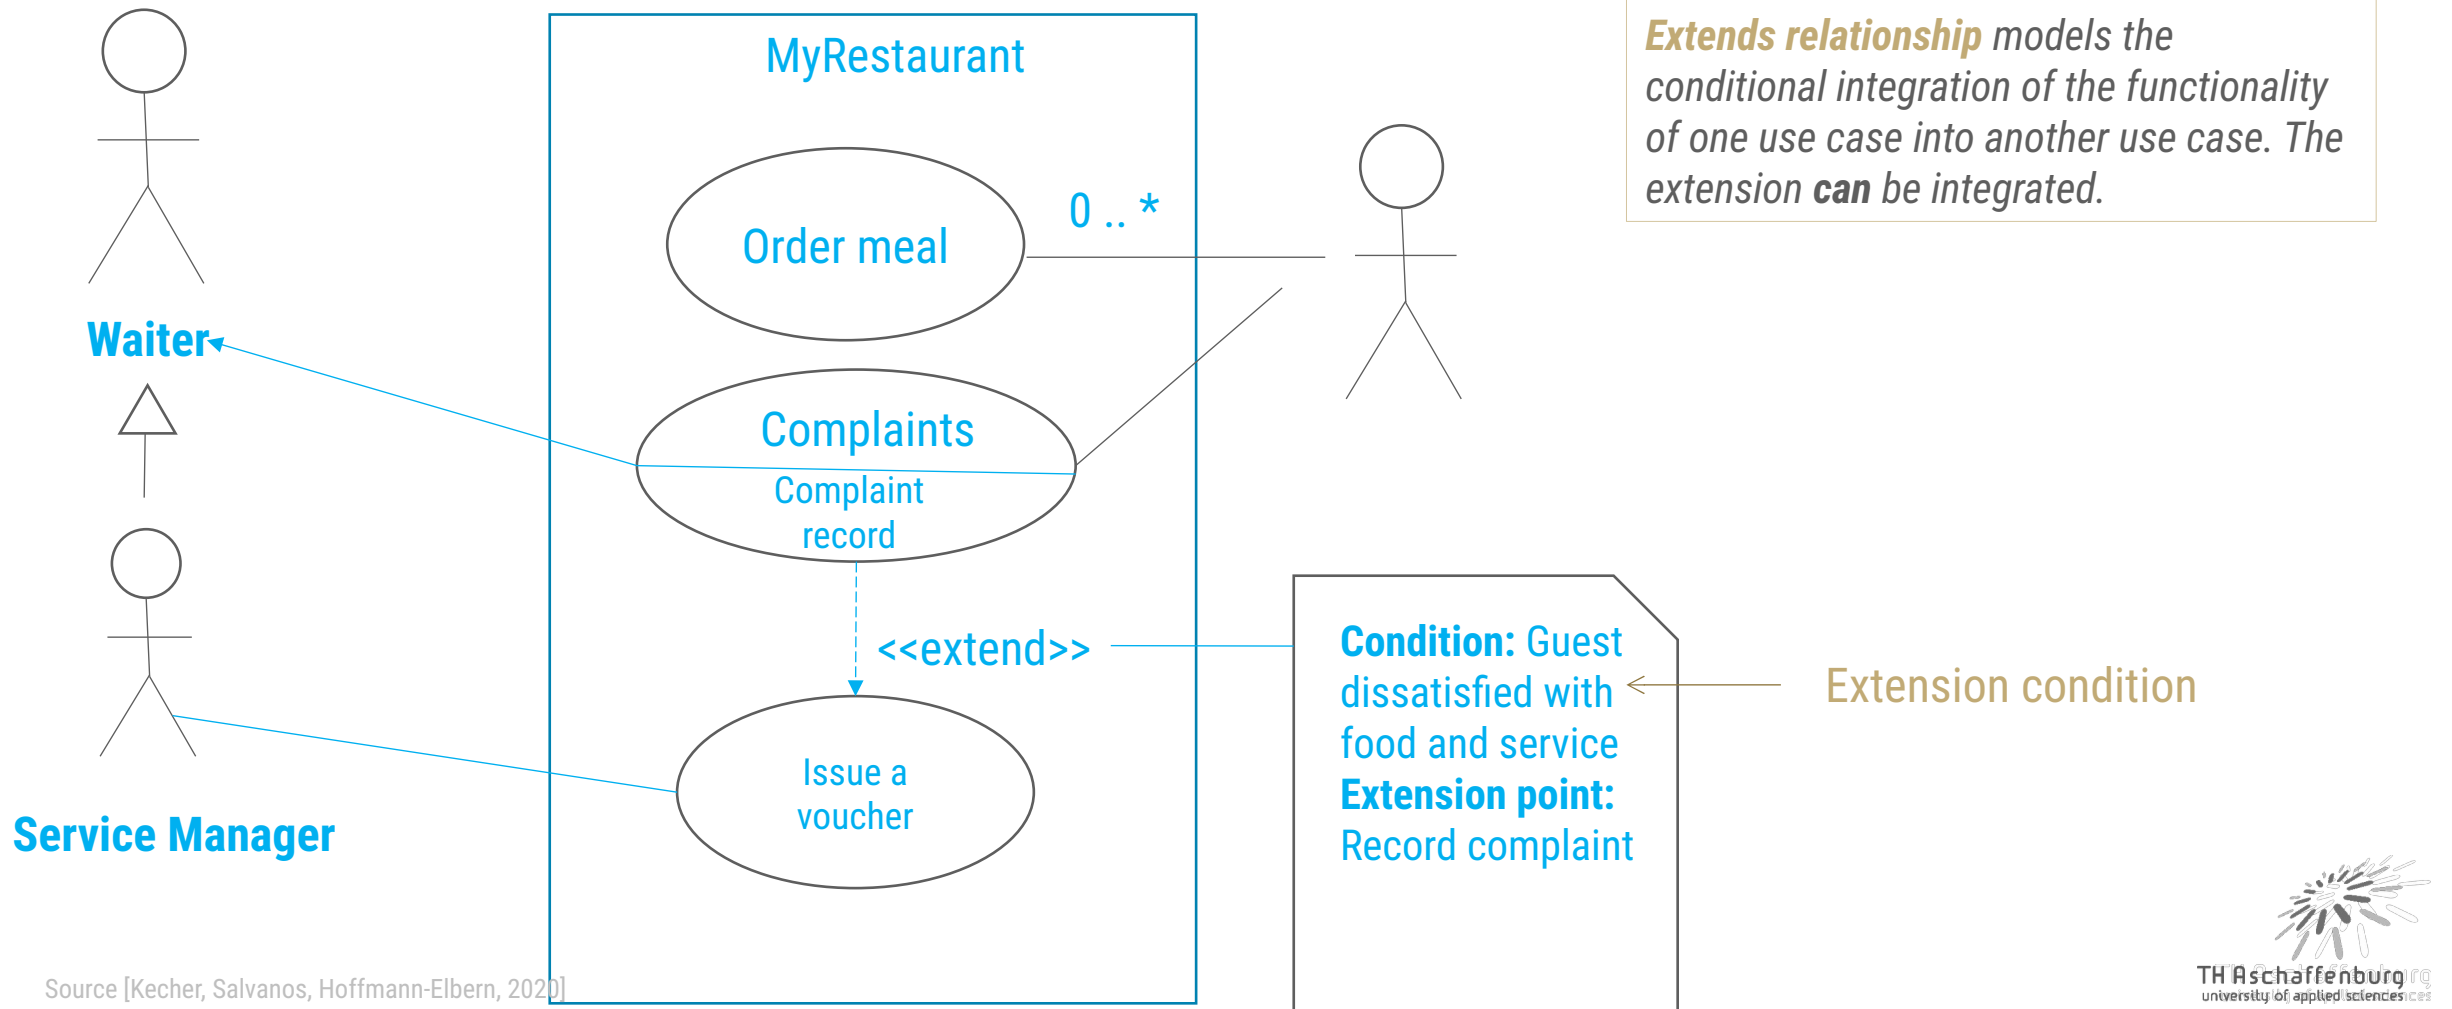 MyRestaurant
Extends relationship models the
conditional integration of the functionality
of one use case into another use case. The
extension can be integrated.
Order meal
0 .. *
Waiter
Complaints
Complaint
record
<<extend>>
Condition: Guest
dissatisfied with
food and service
Extension point:
Record complaint
Extension condition
Issue a
voucher
Service Manager
Source [Kecher, Salvanos, Hoffmann-Elbern, 2020]
TH Aschaffenburg
university of applied sciences